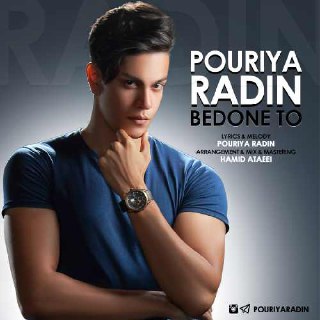 RADIN
POURIYA
RADIN
BEDONE TO
LYRICS & MELODY
POURIYA RADIN
ARRANGEMENT & MIX & MASTERING
HAMID ATAEEI
POURIYARADIN